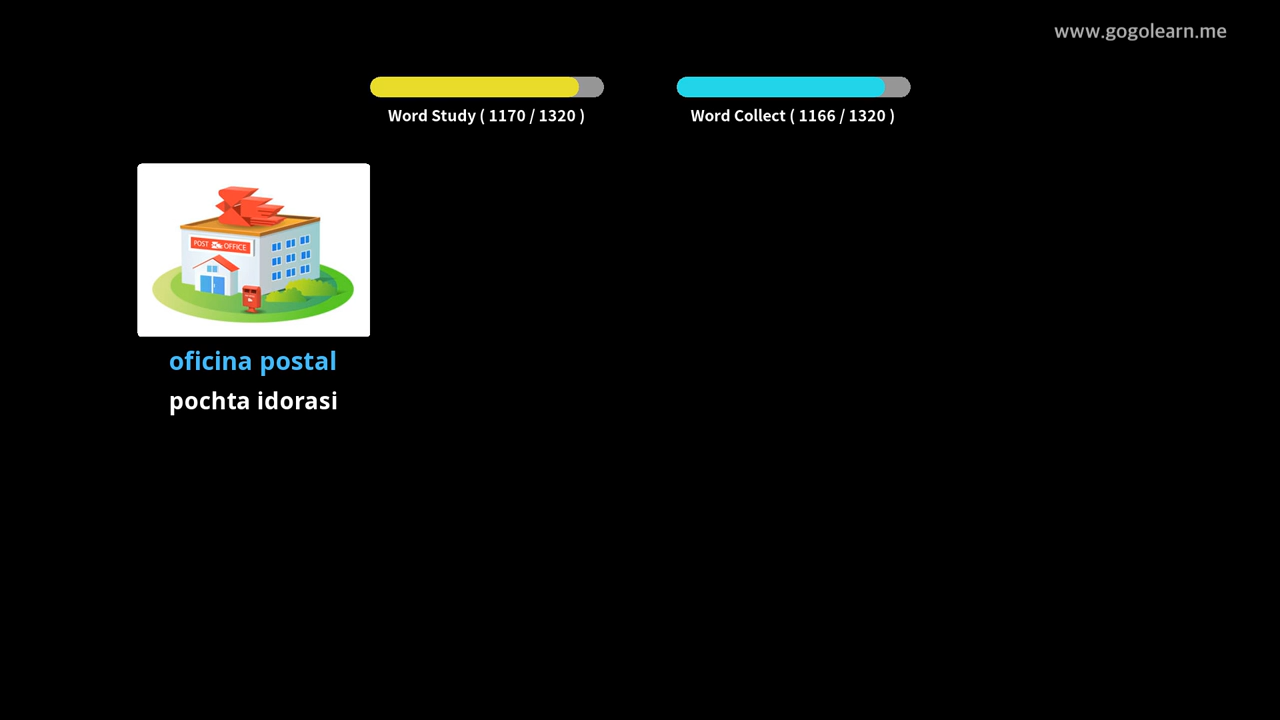 www.gogolearn.me
Word Study ( 1170 / 1320 )
Word Collect ( 1166 / 1320 )
POST OFFICE
oficina postal
pochta idorasi